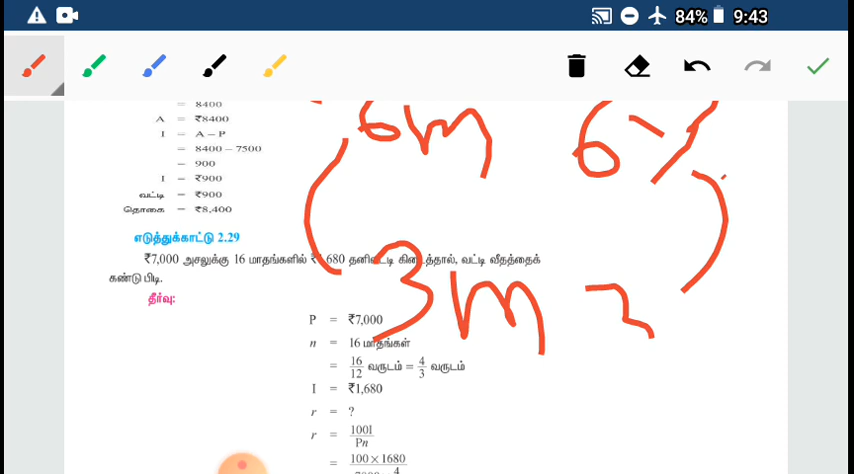 84% 9:43
= 8400
A = ₹8400
I = A – P
= 8400 – 7500
= 900
I = ₹900
வட்டி = ₹900
தொகை = ₹8,400
6m 6%
எடுத்துக்காட்டு 2.29
₹7,000 அசலுக்கு 16 மாதங்களில் ₹1,680 தனிவட்டி கிடைத்தால், வட்டி வீதத்தைக்
கண்டு பிடி.
3m
தீர்வு:
P = ₹7,000
n = 16 மாதங்கள்
= 16/12 வருடம் = 4/3 வருடம்
I = ₹1,680
r = ?
r = 100I/Pn
= 100 × 1680